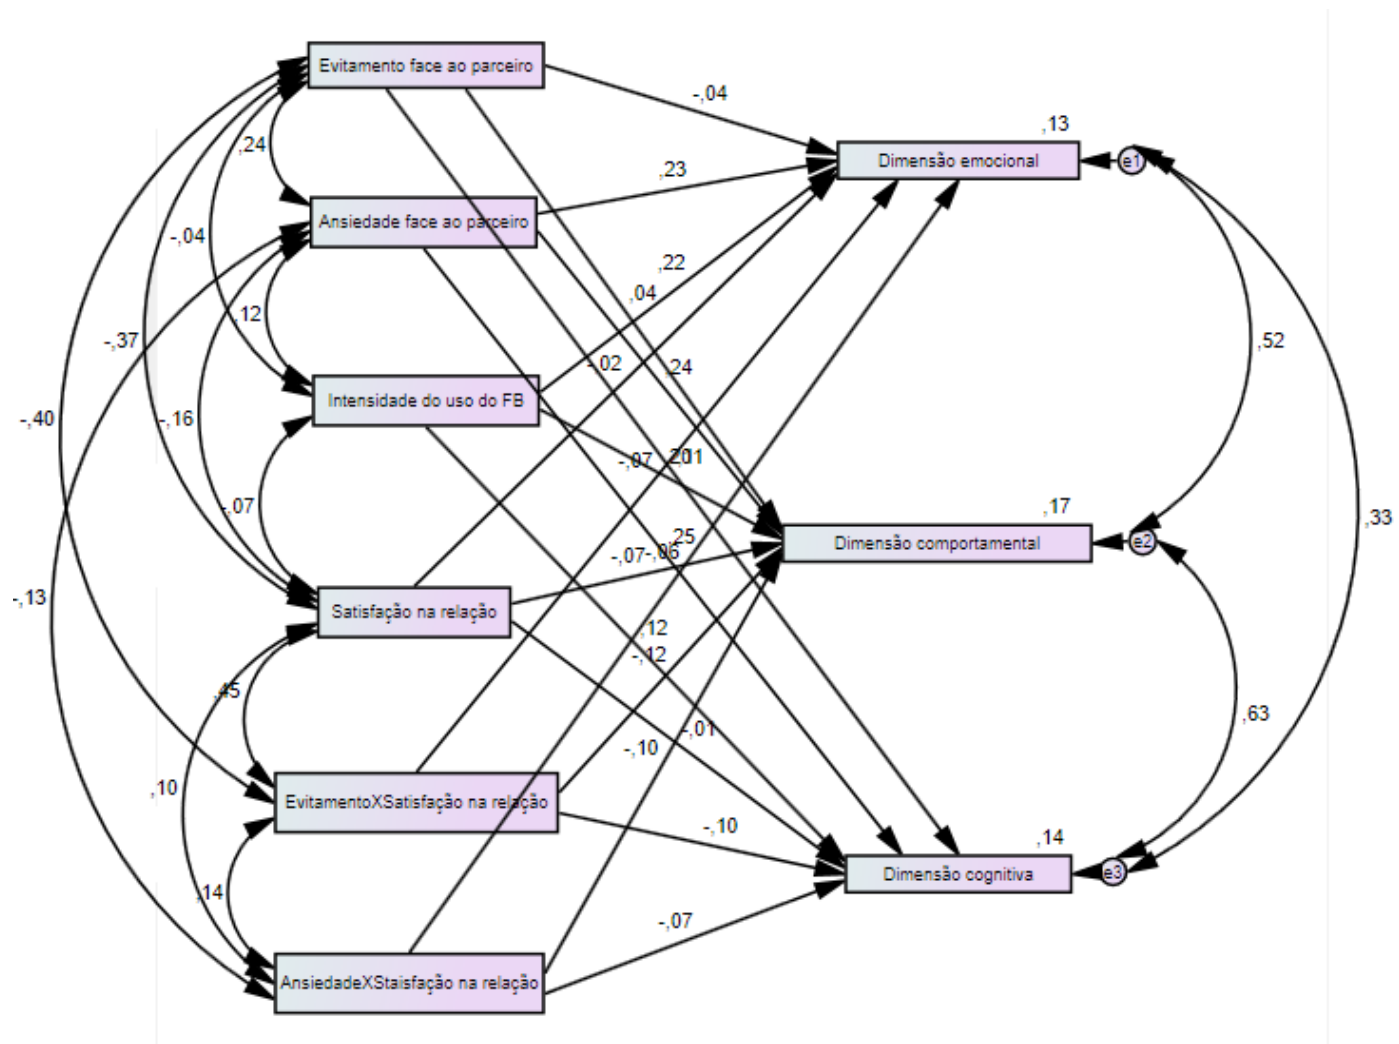 Evitamento face ao parceiro
-,04
,13
Dimensão emocional
e1
,24
,23
Ansiedade face ao parceiro
-,04
,22
,04
,12
-,37
,52
-,02
,24
Intensidade do uso do FB
-,40
-,16
-,07
,20
,33
-,07
,17
,25
Dimensão comportamental
e2
-,07
-,06
-,13
Satisfação na relação
,12
-,12
,45
,63
-,01
-,10
,10
EvitamentoXSatisfação na relação
-,10
,14
Dimensão cognitiva
e3
,14
-,07
AnsiedadeXStaisfação na relação